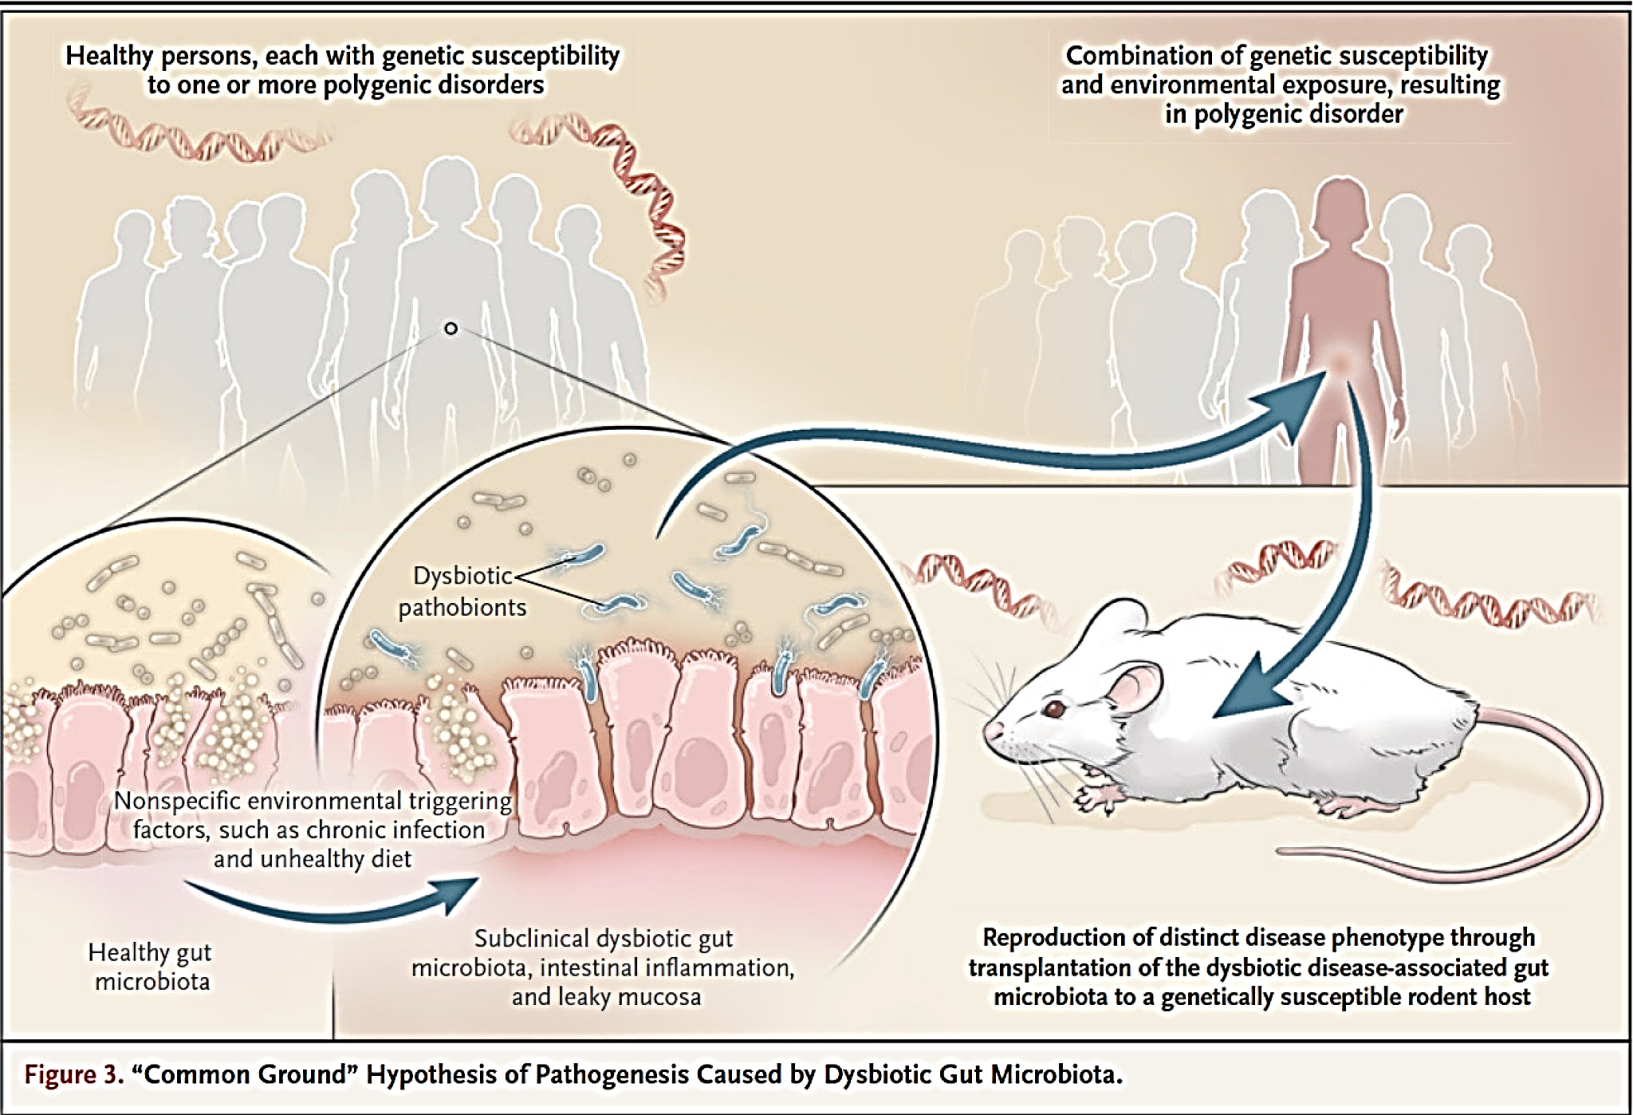 Healthy persons, each with genetic susceptibility
to one or more polygenic disorders
Combination of genetic susceptibility
and environmental exposure, resulting
in polygenic disorder
Dysbiotic
pathobionts
Nonspecific environmental triggering
factors, such as chronic infection
and unhealthy diet
Healthy gut
microbiota
Subclinical dysbiotic gut
microbiota, intestinal inflammation,
and leaky mucosa
Reproduction of distinct disease phenotype through
transplantation of the dysbiotic disease-associated gut
microbiota to a genetically susceptible rodent host
Figure 3. “Common Ground” Hypothesis of Pathogenesis Caused by Dysbiotic Gut Microbiota.